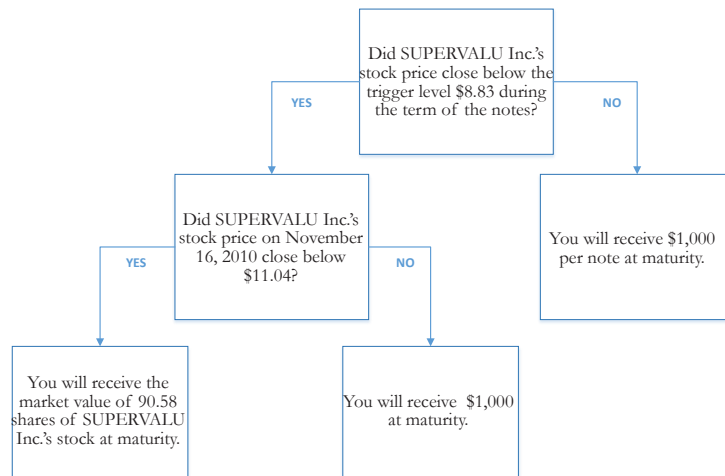 Did SUPERVALU Inc.'s
stock price close below the
trigger level $8.83 during
the term of the notes?
YES
NO
Did SUPERVALU Inc.'s
stock price on November
16, 2010 close below
$11.04?
You will receive $1,000
per note at maturity.
YES
NO
You will receive the
market value of 90.58
shares of SUPERVALU
Inc.'s stock at maturity.
You will receive $1,000
at maturity.